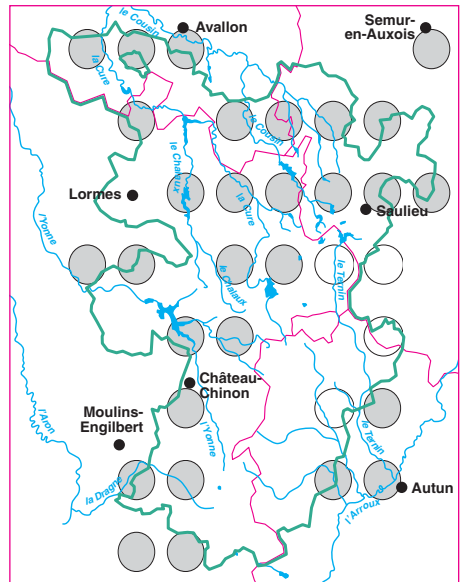 Avallon
Semur-
en-Auxois
le Cousin
la Cure
le Cousin
le Chalaux
Lormes
la Cure
Saulieu
l'Yonne
le Chalaux
le Ternin
Château-
Chinon
l'Aron
Moulins-
Engilbert
l'Yonne
le Ternin
la Dragne
Autun
l'Arroux